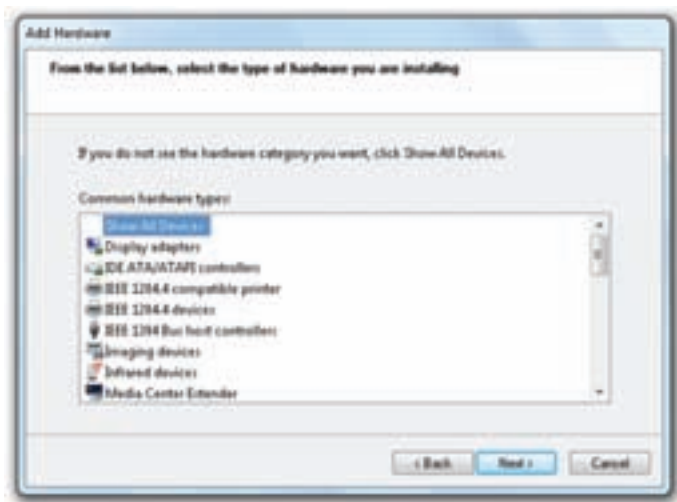 Add Hardware
From the list below, select the type of hardware you are installing
If you do not see the hardware category you want, click Show All Devices.
Common hardware types:
Show All Devices
Display adapters
IDE ATA/ATAPI controllers
IEEE 1284.4 compatible printer
IEEE 1284.4 devices
IEEE 1394 Bus host controllers
Imaging devices
Infrared devices
Media Center Extender
< Back Next > Cancel